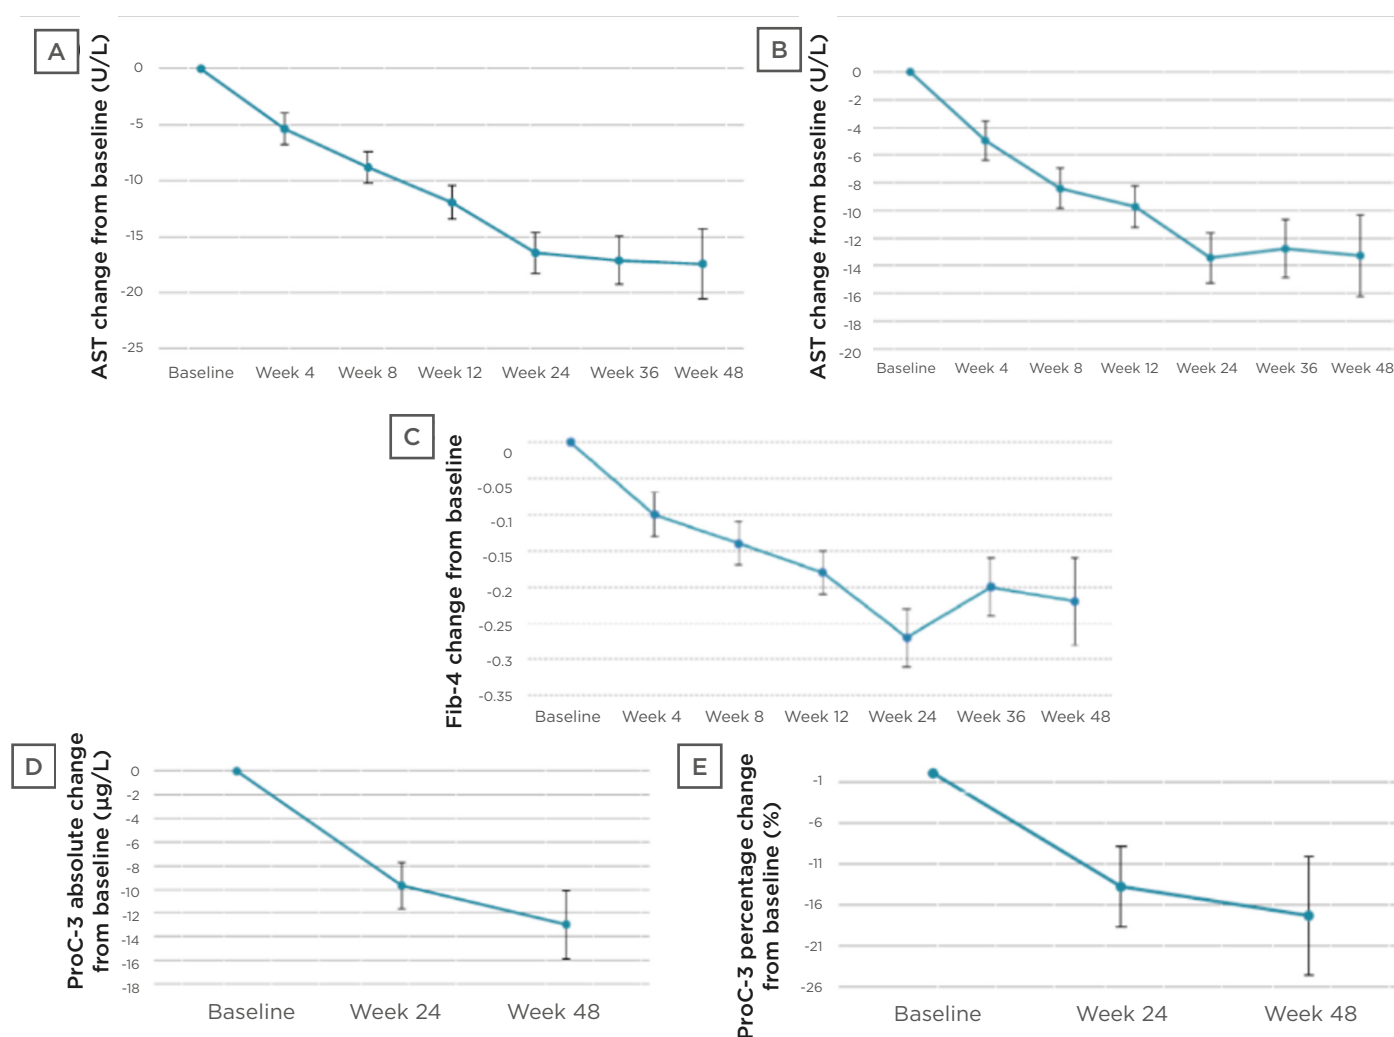 A
AST change from baseline (U/L)
0
-5
-10
-15
-20
-25
Baseline Week 4 Week 8 Week 12 Week 24 Week 36 Week 48
B
AST change from baseline (U/L)
0
-2
-4
-6
-8
-10
-12
-14
-16
-18
-20
Baseline Week 4 Week 8 Week 12 Week 24 Week 36 Week 48
C
Fib-4 change from baseline
0
-0.05
-0.1
-0.15
-0.2
-0.25
-0.3
-0.35
Baseline Week 4 Week 8 Week 12 Week 24 Week 36 Week 48
D
ProC-3 absolute change
from baseline (µg/L)
0
-2
-4
-6
-8
-10
-12
-14
-16
-18
Baseline Week 24 Week 48
E
ProC-3 percentage change
from baseline (%)
-1
-6
-11
-16
-21
-26
Baseline Week 24 Week 48